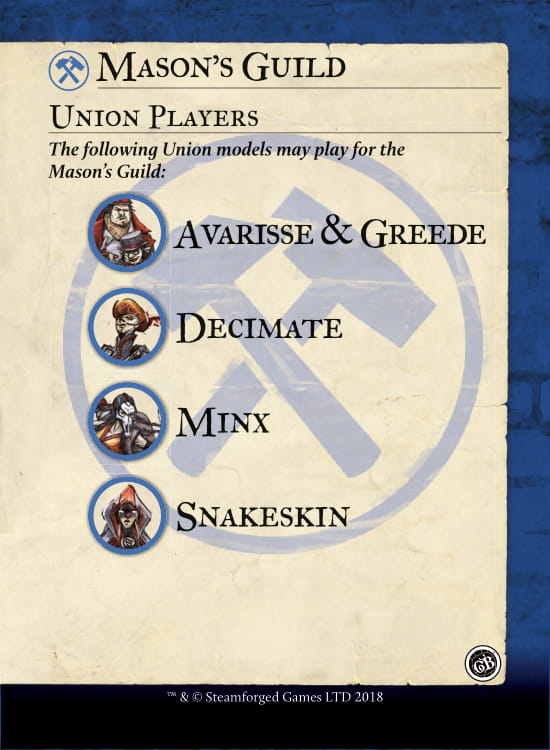 Mason's Guild
Union Players
The following Union models may play for the
Mason's Guild:
Avarisse & Greede
Decimate
Minx
Snakeskin
GB
™ & © Steamforged Games LTD 2018